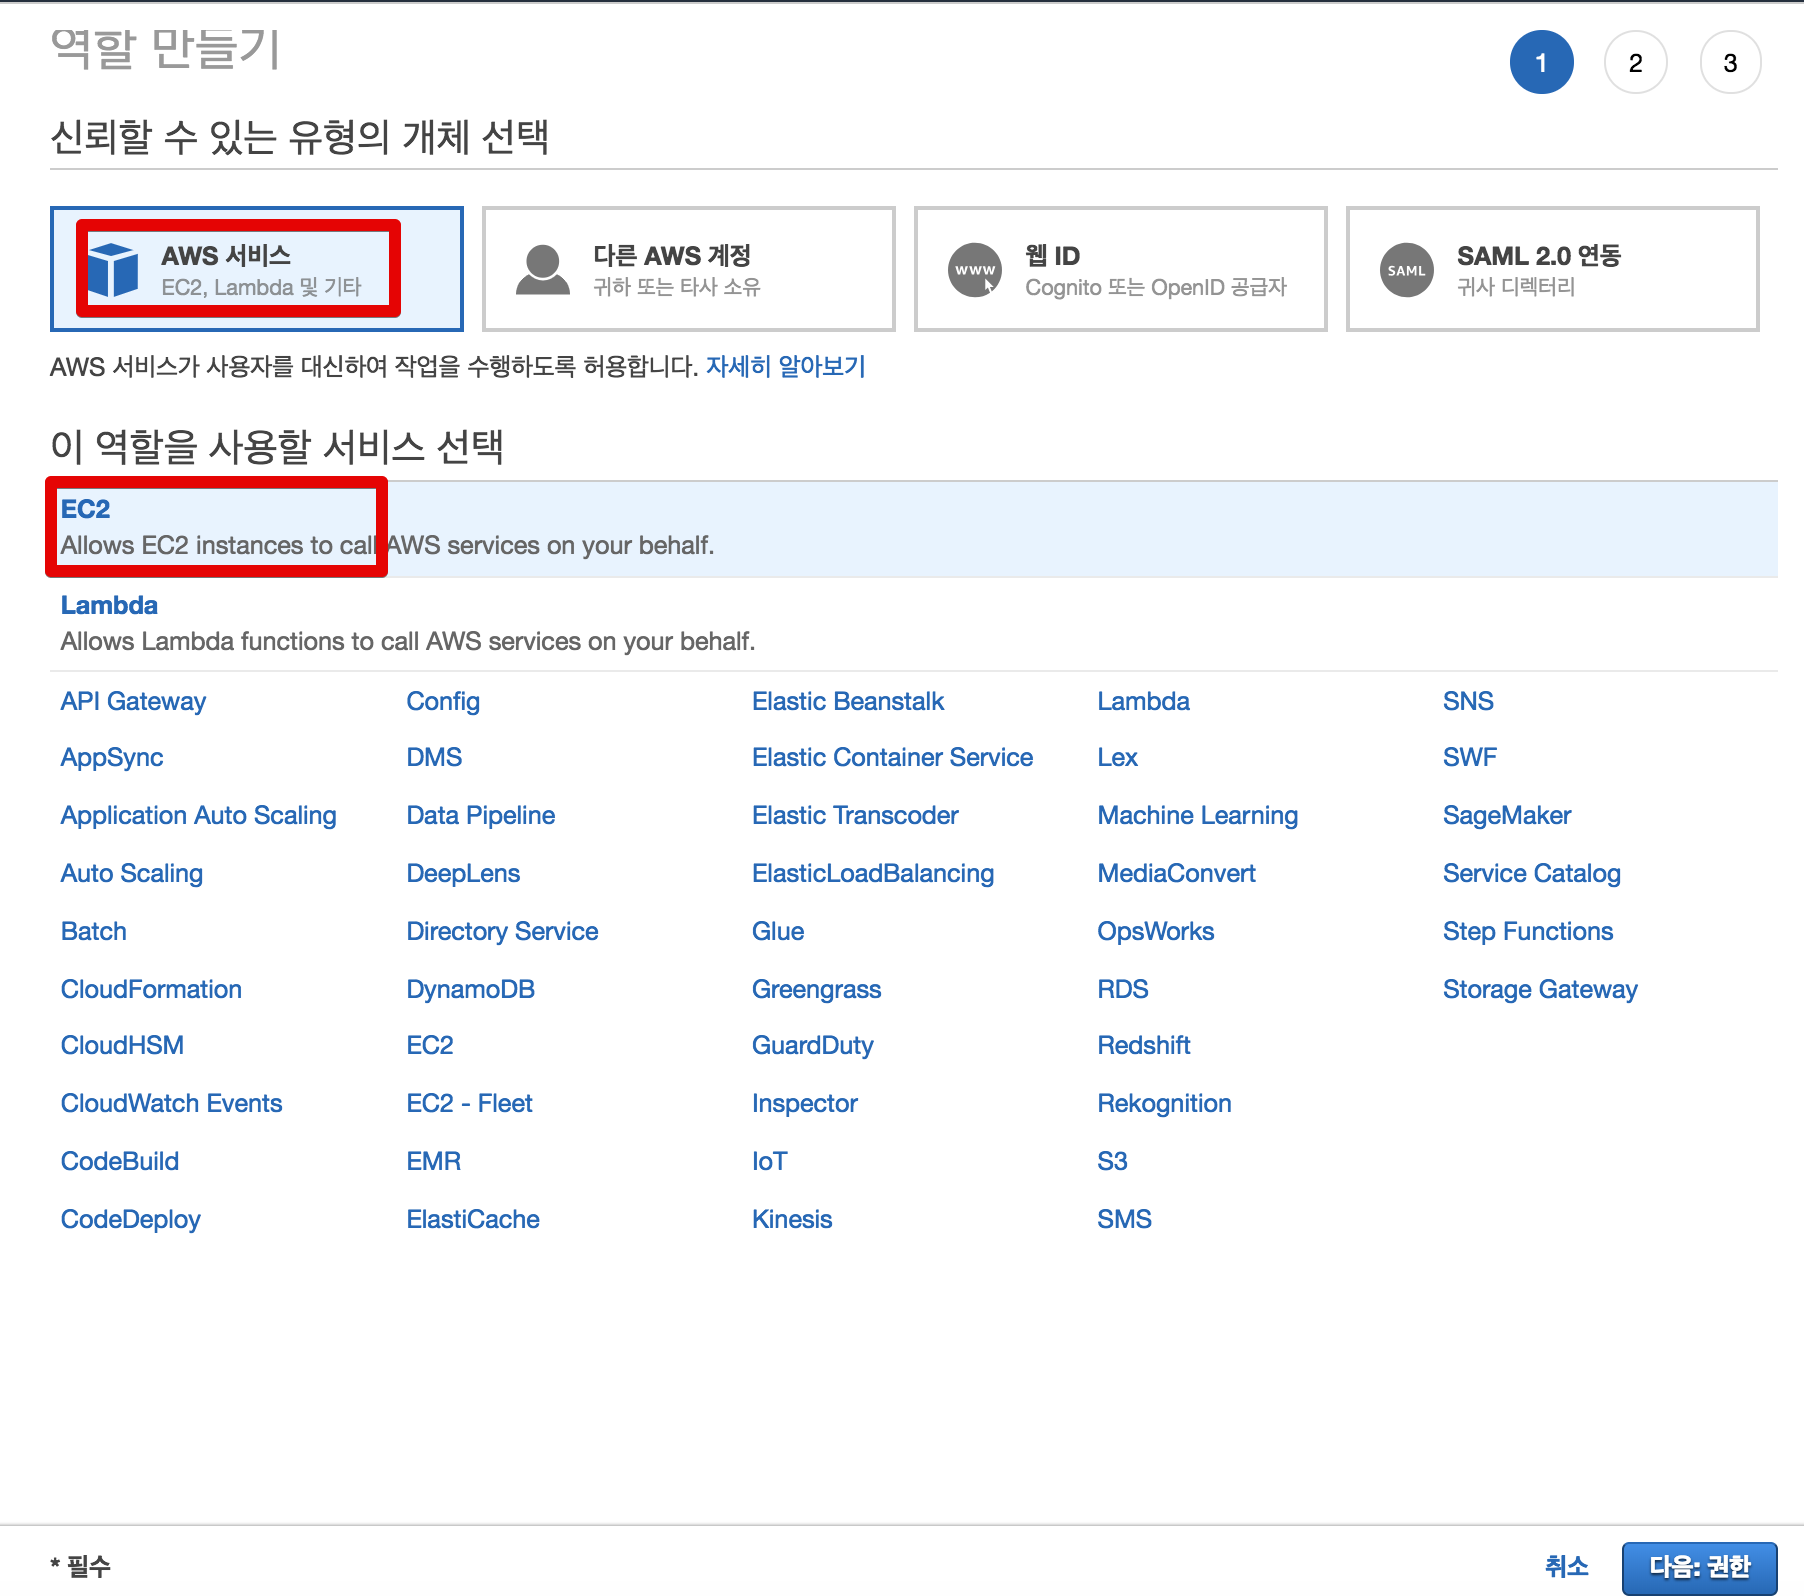 역할 만들기
1 2 3
신뢰할 수 있는 유형의 개체 선택
AWS 서비스
EC2, Lambda 및 기타
다른 AWS 계정
귀하 또는 타사 소유
WWW
웹 ID
Cognito 또는 OpenID 공급자
SAML
SAML 2.0 연동
귀사 디렉터리
AWS 서비스가 사용자를 대신하여 작업을 수행하도록 허용합니다. 자세히 알아보기
이 역할을 사용할 서비스 선택
EC2
Allows EC2 instances to call AWS services on your behalf.
Lambda
Allows Lambda functions to call AWS services on your behalf.
API Gateway Config Elastic Beanstalk Lambda SNS
AppSync DMS Elastic Container Service Lex SWF
Application Auto Scaling Data Pipeline Elastic Transcoder Machine Learning SageMaker
Auto Scaling DeepLens ElasticLoadBalancing MediaConvert Service Catalog
Batch Directory Service Glue OpsWorks Step Functions
CloudFormation DynamoDB Greengrass RDS Storage Gateway
CloudHSM EC2 GuardDuty Redshift
CloudWatch Events EC2 - Fleet Inspector Rekognition
CodeBuild EMR IoT S3
CodeDeploy ElastiCache Kinesis SMS
* 필수 취소 다음: 권한